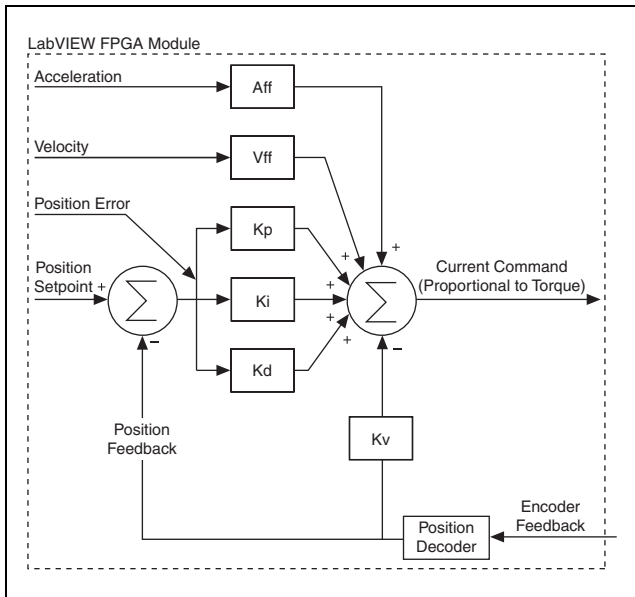 LabVIEW FPGA Module
Acceleration
Aff
Velocity
Vff
Position Error
Kp
Position
Setpoint +
∑
Ki
∑
Current Command
(Proportional to Torque)
Kd
+
+
+
+
+
−
−
Position
Feedback
Kv
Position
Decoder
Encoder
Feedback